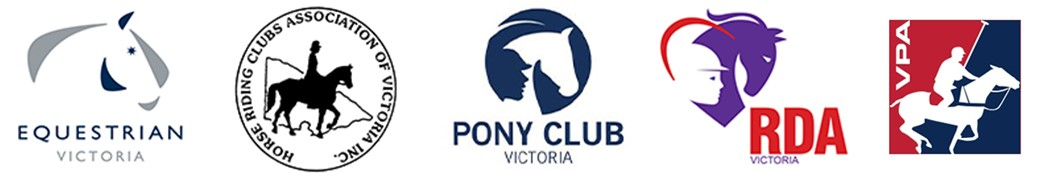 EQUESTRIAN
VICTORIA
HORSE RIDING CLUBS ASSOCIATION OF VICTORIA INC.
PONY CLUB
VICTORIA
RDA
VICTORIA
VPA